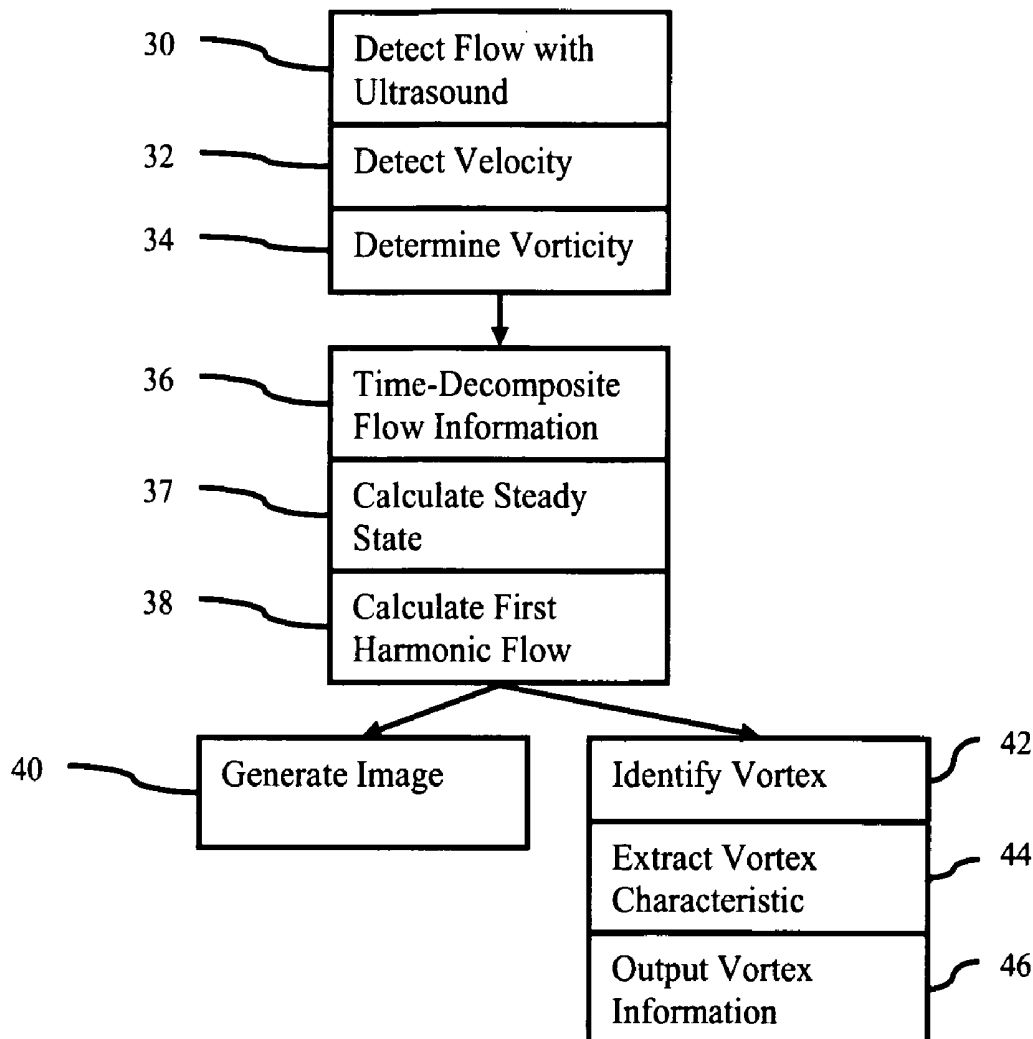 30
Detect Flow with
Ultrasound
32
Detect Velocity
34
Determine Vorticity
36
Time-Decomposite
Flow Information
37
Calculate Steady
State
38
Calculate First
Harmonic Flow
40
Generate Image
42
Identify Vortex
44
Extract Vortex
Characteristic
46
Output Vortex
Information